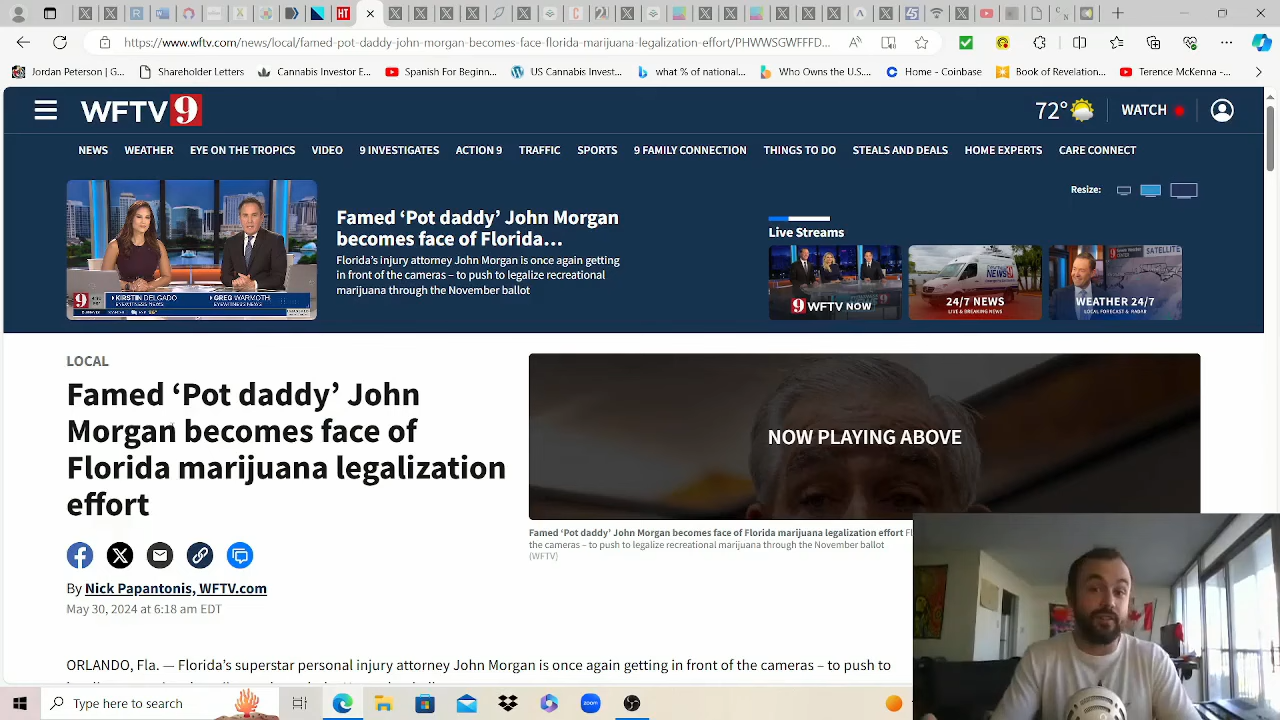 HT
https://www.wftv.com/news/local/famed-pot-daddy-john-morgan-becomes-face-florida-marijuana-legalization-effort/PHWWSGWFFFD...
Jordan Peterson | G...
Shareholder Letters
Cannabis Investor E...
Spanish For Beginn...
US Cannabis Invest...
what % of national...
Who Owns the U...
Home - Coinbase
Book of Revelation...
Terence McKenna -...
WFTV 9
72°
WATCH
NEWS WEATHER EYE ON THE TROPICS VIDEO 9 INVESTIGATES ACTION 9 TRAFFIC SPORTS 9 FAMILY CONNECTION THINGS TO DO STEALS AND DEALS HOME EXPERTS CARE CONNECT
Resize:
Famed ‘Pot daddy’ John Morgan
becomes face of Florida...
Florida's injury attorney John Morgan is once again getting
in front of the cameras – to push to legalize recreational
marijuana through the November ballot
KIRSTIN DELGADO
GREG WARMOTH
Live Streams
9 WFTV NOW
24/7 NEWS
LIVE & BREAKING NEWS
SATELLITE
WEATHER 24/7
LOCAL FORECAST & RADAR
LOCAL
Famed ‘Pot daddy’ John
Morgan becomes face of
Florida marijuana legalization
effort
NOW PLAYING ABOVE
Famed ‘Pot daddy’ John Morgan becomes face of Florida marijuana legalization effort
the cameras – to push to legalize recreational marijuana through the November ballot
(WFTV)
By Nick Papantonis, WFTV.com
May 30, 2024 at 6:18 am EDT
ORLANDO, Fla. — Florida's superstar personal injury attorney John Morgan is once again getting in front of the cameras – to push to
Type here to search
zoom